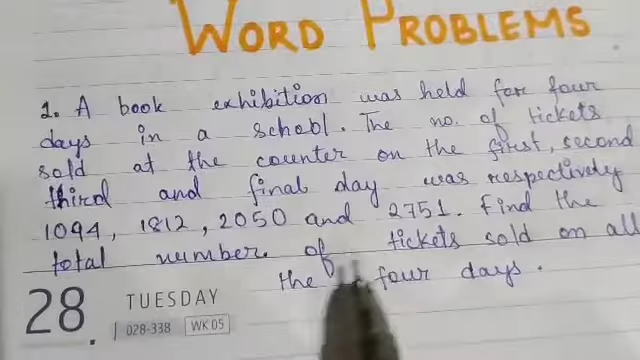 WORD PROBLEMS
1. A book exhibition was held for four
days in a school. The no. of tickets
sold at the counter on the first, second
third and final day was respectively
1094, 1812, 2050 and 2751. Find the
total number of tickets sold on all
the four days.
28.
TUESDAY
028-338 WK 05